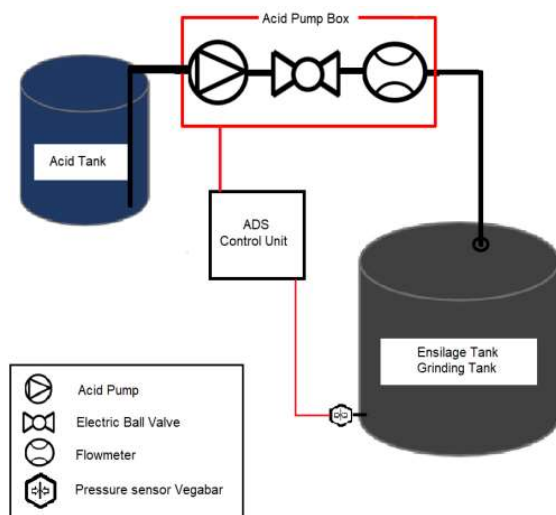 Acid Pump Box
Acid Tank
ADS
Control Unit
Ensilage Tank
Grinding Tank
Acid Pump
Electric Ball Valve
Flowmeter
Pressure sensor Vegabar